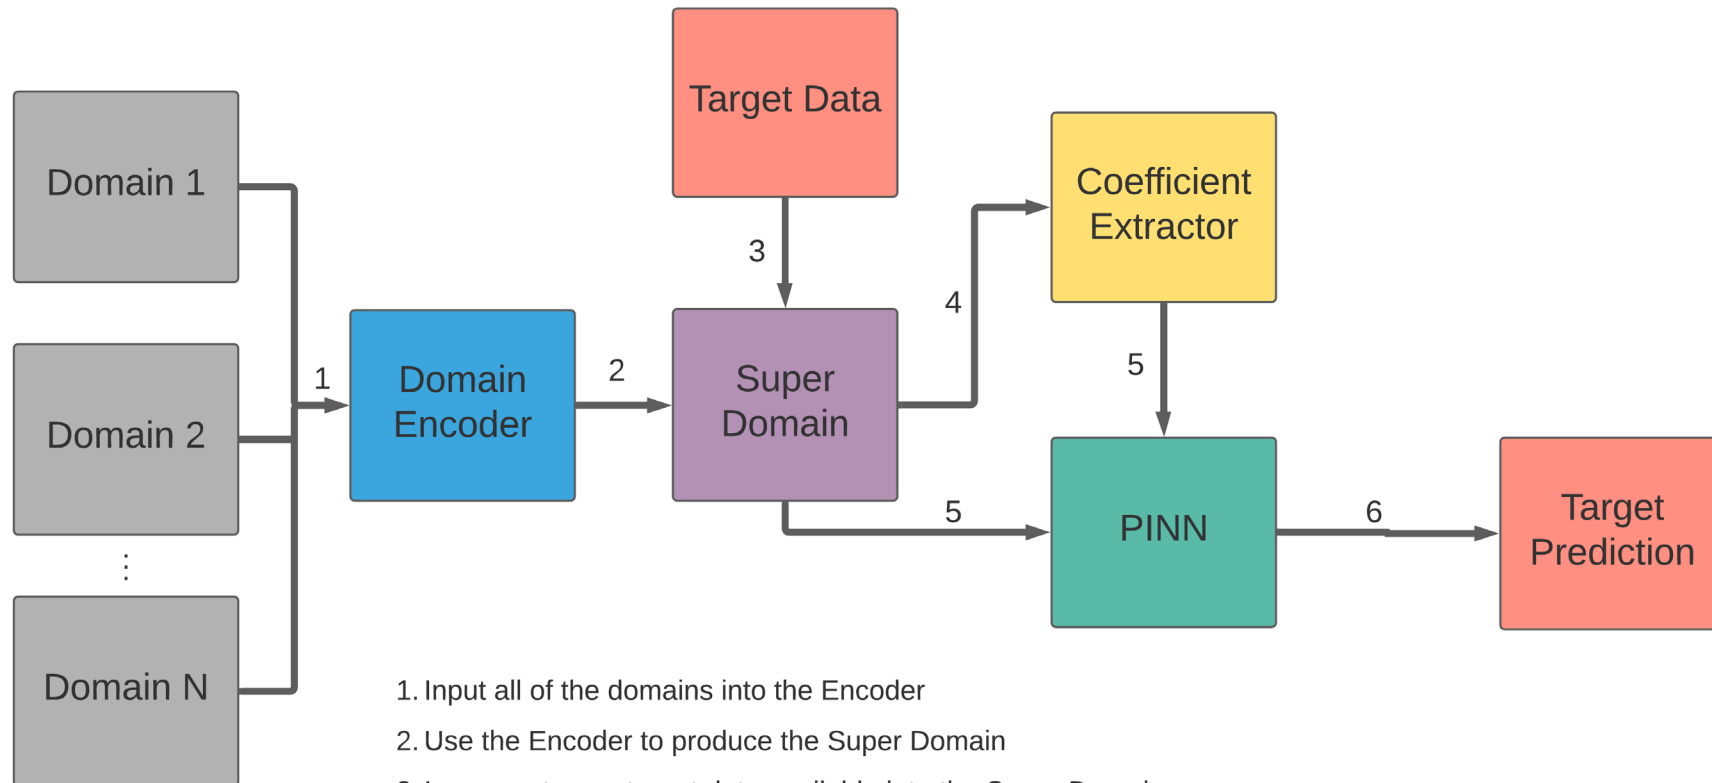 Target Data
Domain 1
Coefficient
Extractor
3
4
1
2
5
Domain
Encoder
Super
Domain
Domain 2
5
6
PINN
Target
Prediction
⋮
Domain N
1. Input all of the domains into the Encoder
2. Use the Encoder to produce the Super Domain